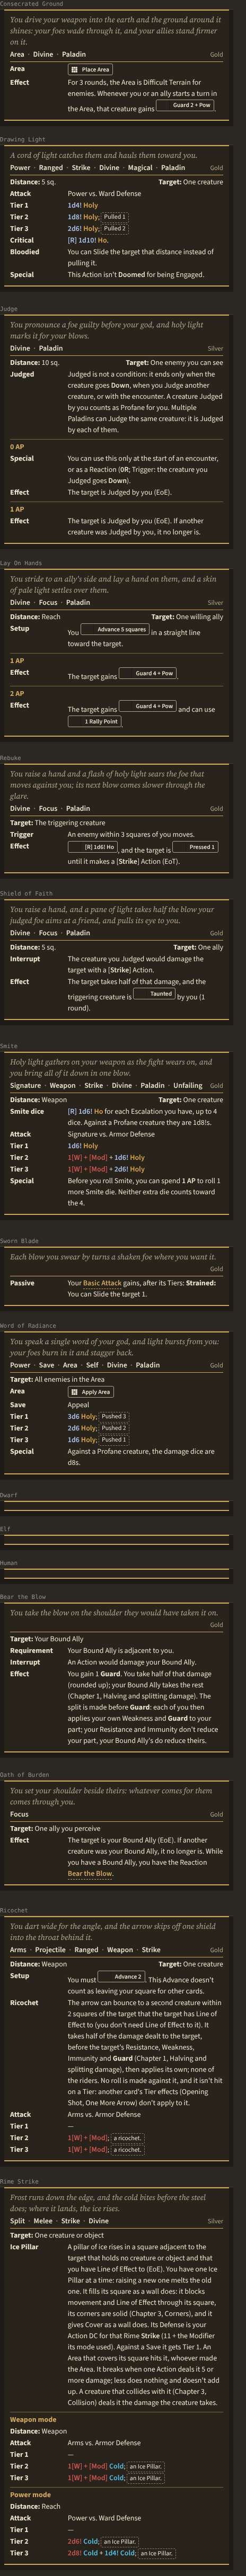 Consecrated Ground
You drive your weapon into the earth and the ground around it
shines: your foes wade through it, and your allies stand firmer
on it.
Area · Divine · Paladin Gold
Area Place Area
Effect For 3 rounds, the Area is Difficult Terrain for
enemies. Whenever you or an ally starts a turn in
the Area, that creature gains Guard 2 + Pow
Drawing Light
A cord of light catches them and hauls them toward you.
Power · Ranged · Strike · Divine · Magical · Paladin Gold
Distance: 5 sq. Target: One creature
Attack Power vs. Ward Defense
Tier 1 1d4! Holy
Tier 2 1d8! Holy; Pulled 1
Tier 3 2d6! Holy; Pulled 2
Critical [R] 1d10! Ho.
Bloodied You can Slide the target that distance instead of
pulling it.
Special This Action isn't Doomed for being Engaged.
Judge
You pronounce a foe guilty before your god, and holy light
marks it for your blows.
Divine · Paladin Silver
Distance: 10 sq. Target: One enemy you can see
Judged Judged is not a condition: it ends only when the
creature goes Down, when you Judge another
creature, or with the encounter. A creature Judged
by you counts as Profane for you. Multiple
Paladins can Judge the same creature: it is Judged
by each of them.
0 AP
Special You can use this only at the start of an encounter,
or as a Reaction (0R; Trigger: the creature you
Judged goes Down).
Effect The target is Judged by you (EoE).
1 AP
Effect The target is Judged by you (EoE). If another
creature was Judged by you, it no longer is.
Lay On Hands
You stride to an ally's side and lay a hand on them, and a skin
of pale light settles over them.
Divine · Focus · Paladin Silver
Distance: Reach Target: One willing ally
Setup You Advance 5 squares in a straight line
toward the target.
1 AP
Effect The target gains Guard 4 + Pow
2 AP
Effect The target gains Guard 4 + Pow and can use
1 Rally Point
Rebuke
You raise a hand and a flash of holy light sears the foe that
moves against you; its next blow comes slower through the
glare.
Divine · Focus · Paladin Gold
Target: The triggering creature
Trigger An enemy within 3 squares of you moves.
Effect [R] 1d6! Ho, and the target is Pressed 1
until it makes a [Strike] Action (EoT).
Shield of Faith
You raise a hand, and a pane of light takes half the blow your
judged foe aims at a friend, and pulls its eye to you.
Divine · Focus · Paladin Gold
Distance: 5 sq. Target: One ally
Interrupt The creature you Judged would damage the
target with a [Strike] Action.
Effect The target takes half of that damage, and the
triggering creature is Taunted by you (1
round).
Smite
Holy light gathers on your weapon as the fight wears on, and
you bring all of it down in one blow.
Signature · Weapon · Strike · Divine · Paladin · Unfailing Gold
Distance: Weapon Target: One creature
Smite dice [R] 1d6! Ho for each Escalation you have, up to 4
dice. Against a Profane creature they are 1d8!s.
Attack Signature vs. Armor Defense
Tier 1 1d6! Holy
Tier 2 1[W] + [Mod] + 1d6! Holy
Tier 3 1[W] + [Mod] + 2d6! Holy
Special Before you roll Smite, you can spend 1 AP to roll 1
more Smite die. Neither extra die counts toward
the 4.
Sworn Blade
Each blow you swear by turns a shaken foe where you want it.
Gold
Passive Your Basic Attack gains, after its Tiers: Strained:
You can Slide the target 1.
Word of Radiance
You speak a single word of your god, and light bursts from you:
your foes burn in it and stagger back.
Power · Save · Area · Self · Divine · Paladin Gold
Target: All enemies in the Area
Area Apply Area
Save Appeal
Tier 1 3d6 Holy; Pushed 3
Tier 2 2d6 Holy; Pushed 2
Tier 3 1d6 Holy; Pushed 1
Special Against a Profane creature, the damage dice are
d8s.
Dwarf
Elf
Human
Bear the Blow
You take the blow on the shoulder they would have taken it on.
Gold
Target: Your Bound Ally
Requirement Your Bound Ally is adjacent to you.
Interrupt An Action would damage your Bound Ally.
Effect You gain 1 Guard. You take half of that damage
(rounded up); your Bound Ally takes the rest
(Chapter 1, Halving and splitting damage). The
split is made before Guard: each of you then
applies your own Weakness and Guard to your
part; your Resistance and Immunity don't reduce
your part, your Bound Ally's do reduce theirs.
Oath of Burden
You set your shoulder beside theirs: whatever comes for them
comes through you.
Focus Gold
Target: One ally you perceive
Effect The target is your Bound Ally (EoE). If another
creature was your Bound Ally, it no longer is. While
you have a Bound Ally, you have the Reaction
Bear the Blow.
Ricochet
You dart wide for the angle, and the arrow skips off one shield
into the throat behind it.
Arms · Projectile · Ranged · Weapon · Strike Gold
Distance: Weapon Target: One creature
Setup You must Advance 2. This Advance doesn't
count as leaving your square for other cards.
Ricochet The arrow can bounce to a second creature within
2 squares of the target that the target has Line of
Effect to (you don't need Line of Effect to it). It
takes half of the damage dealt to the target,
before the target's Resistance, Weakness,
Immunity and Guard (Chapter 1, Halving and
splitting damage), then applies its own; none of
the riders. No roll is made against it, and it isn't hit
on a Tier: another card's Tier effects (Opening
Shot, One More Arrow) don't apply to it.
Attack Arms vs. Armor Defense
Tier 1 —
Tier 2 1[W] + [Mod]; a ricochet.
Tier 3 1[W] + [Mod]; a ricochet.
Rime Strike
Frost runs down from the edge, and the cold bites before the steel
does; where it lands, the ice rises.
Split · Melee · Strike · Divine Silver
Target: One creature or object
Ice Pillar A pillar of ice rises in a square adjacent to the
target that holds no creature or object and that
you have Line of Effect to (EoE). You have one Ice
Pillar at a time: raising a new one melts the old
one. It fills its square as a wall does: it blocks
movement and Line of Effect through its square,
its corners are solid (Chapter 3, Corners), and it
gives Cover as a wall does. Its Defense is your
Action DC for that Rime Strike (11 + the Modifier
its mode used). Against a Save it gets Tier 1. An
Area that covers its square hits it, whoever made
the Area. It breaks when one Action deals it 5 or
more damage; less does nothing and doesn't add
up. A creature that collides with it (Chapter 3,
Collision) deals it the damage the creature takes.
Weapon mode
Distance: Weapon
Attack Arms vs. Armor Defense
Tier 1 —
Tier 2 1[W] + [Mod] Cold; an Ice Pillar.
Tier 3 1[W] + [Mod] Cold; an Ice Pillar.
Power mode
Distance: Reach
Attack Power vs. Ward Defense
Tier 1 —
Tier 2 2d6! Cold; an Ice Pillar.
Tier 3 2d8! Cold + 1d4! Cold; an Ice Pillar.